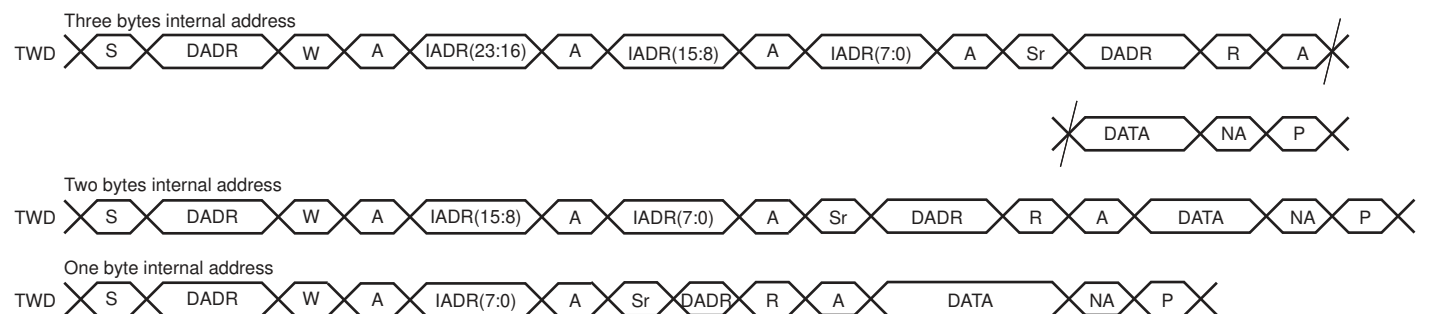 Three bytes internal address
TWD S DADR W A IADR(23:16) A IADR(15:8) A IADR(7:0) A Sr DADR R A
DATA NA P
Two bytes internal address
TWD S DADR W A IADR(15:8) A IADR(7:0) A Sr DADR R A DATA NA P
One byte internal address
TWD S DADR W A IADR(7:0) A Sr DADR R A DATA NA P